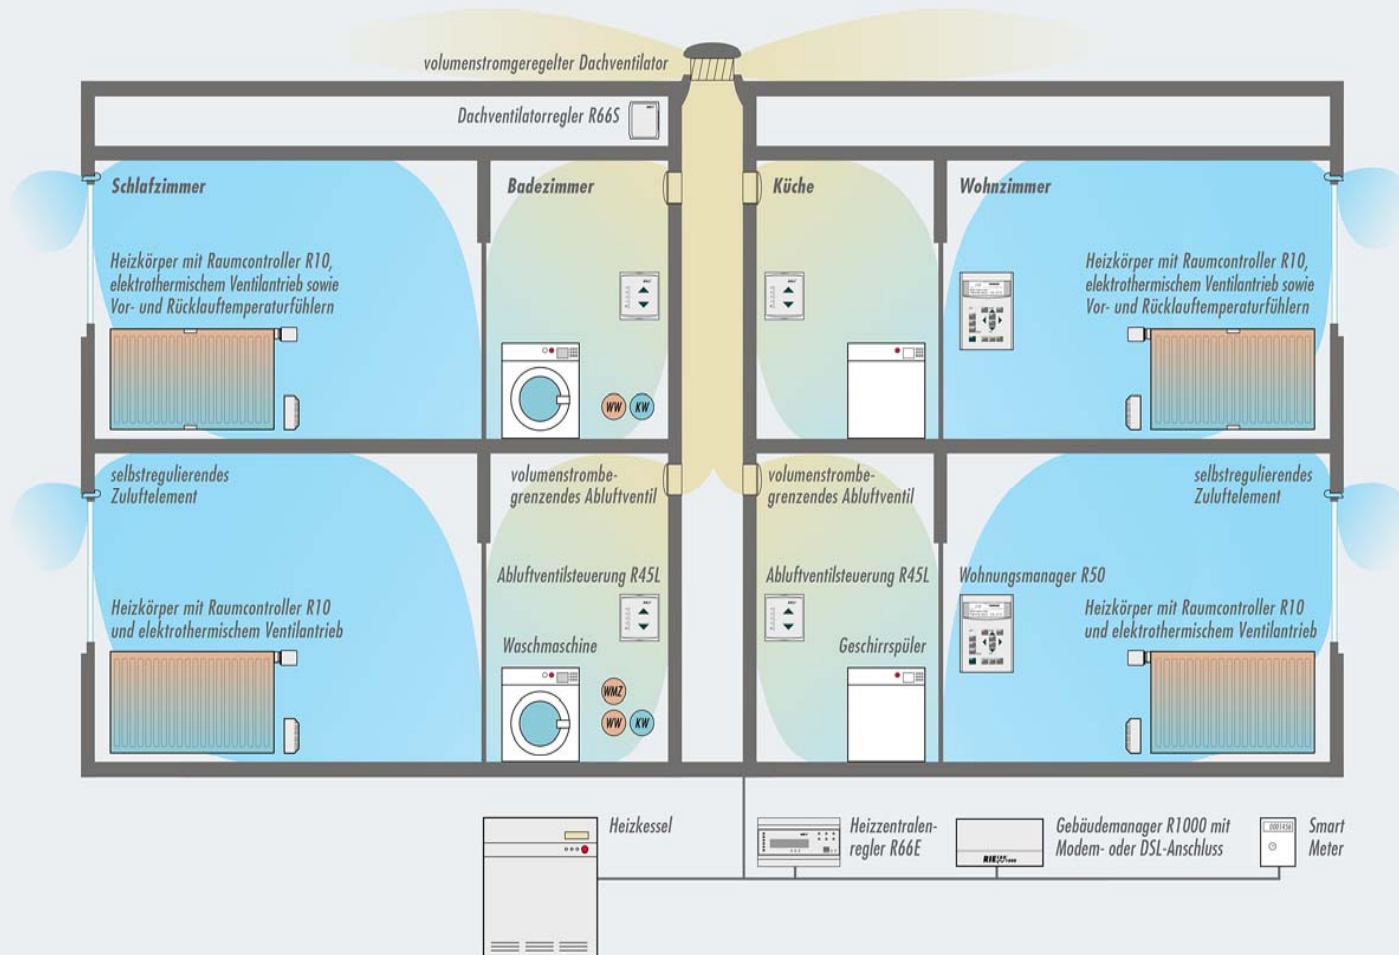 volumenstromgeregelter Dachventilator
Dachventilatorregler R66S
Schlafzimmer
Badezimmer
Küche
Wohnzimmer
Heizkörper mit Raumcontroller R10,
elektrothermischem Ventilantrieb sowie
Vor- und Rücklauftemperaturfühlern
Heizkörper mit Raumcontroller R10,
elektrothermischem Ventilantrieb sowie
Vor- und Rücklauftemperaturfühlern
WW
KW
selbstregulierendes
Zuluftelement
volumenstrombe-
grenzendes Abluftventil
volumenstrombe-
grenzendes Abluftventil
selbstregulierendes
Zuluftelement
Abluftventilsteuerung R45L
Abluftventilsteuerung R45L
Wohnungsmanager R50
Heizkörper mit Raumcontroller R10
und elektrothermischem Ventilantrieb
Heizkörper mit Raumcontroller R10
und elektrothermischem Ventilantrieb
Waschmaschine
Geschirrspüler
WMZ
WW
KW
Heizkessel
Heizzentralen-
regler R66E
Gebäudemanager R1000 mit
Modem- oder DSL-Anschluss
Smart
Meter